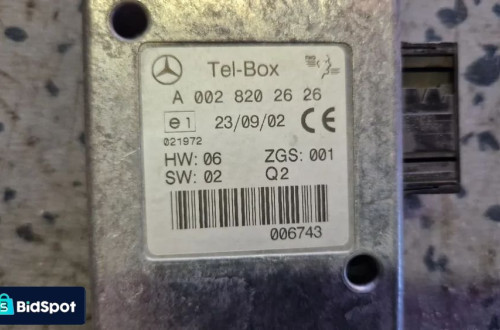 Tel-Box
A 002 820 26 26
e1 23/09/02 CE
021972
HW: 06 ZGS: 001
SW: 02 Q2
006743
BidSpot